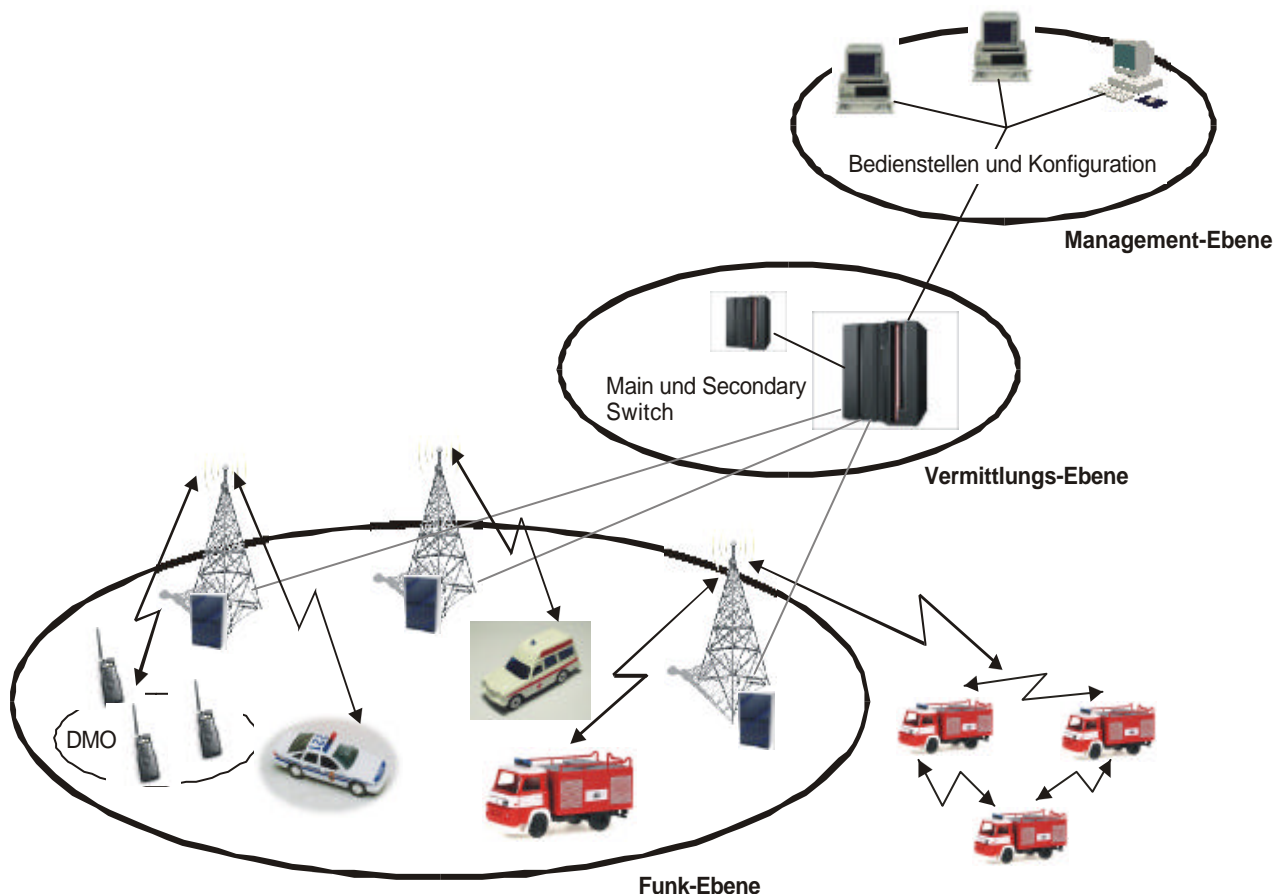 Bedienstellen und Konfiguration
Management-Ebene
Main und Secondary
Switch
Vermittlungs-Ebene
DMO
Funk-Ebene